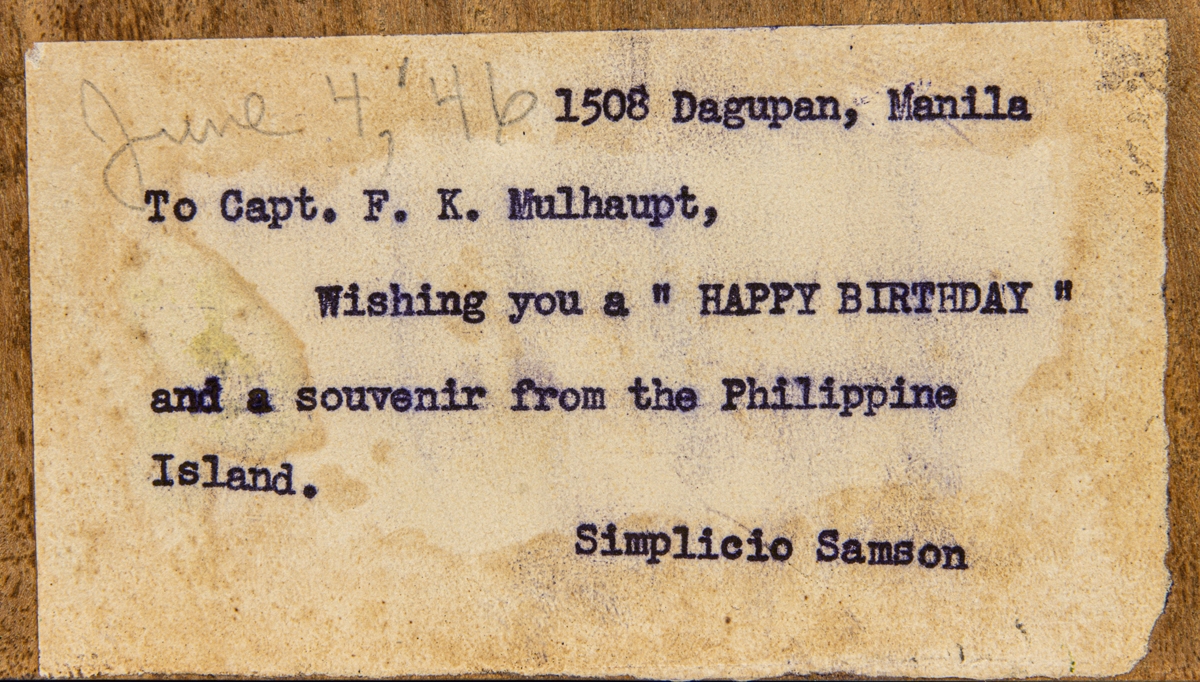 June 4, '46 1508 Dagupan, Manila
To Capt. F. K. Mulhaupt,
Wishing you a " HAPPY BIRTHDAY "
and a souvenir from the Philippine
Island.
Simplicio Samson